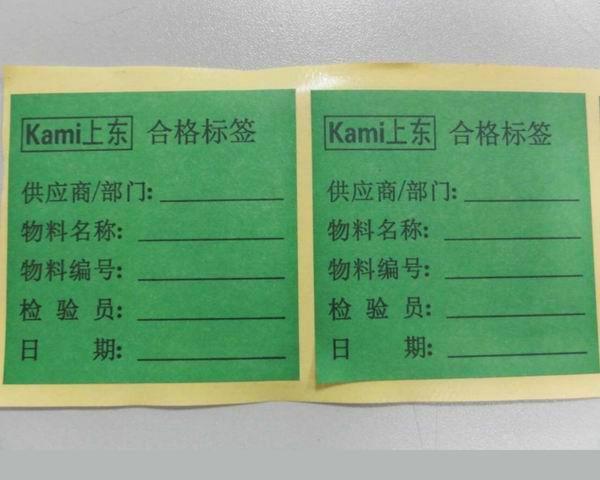 Kami上东 合格标签
供应商/部门:
物料名称:
物料编号:
检 验 员:
日 期:
Kami上东 合格标签
供应商/部门:
物料名称:
物料编号:
检 验 员:
日 期: